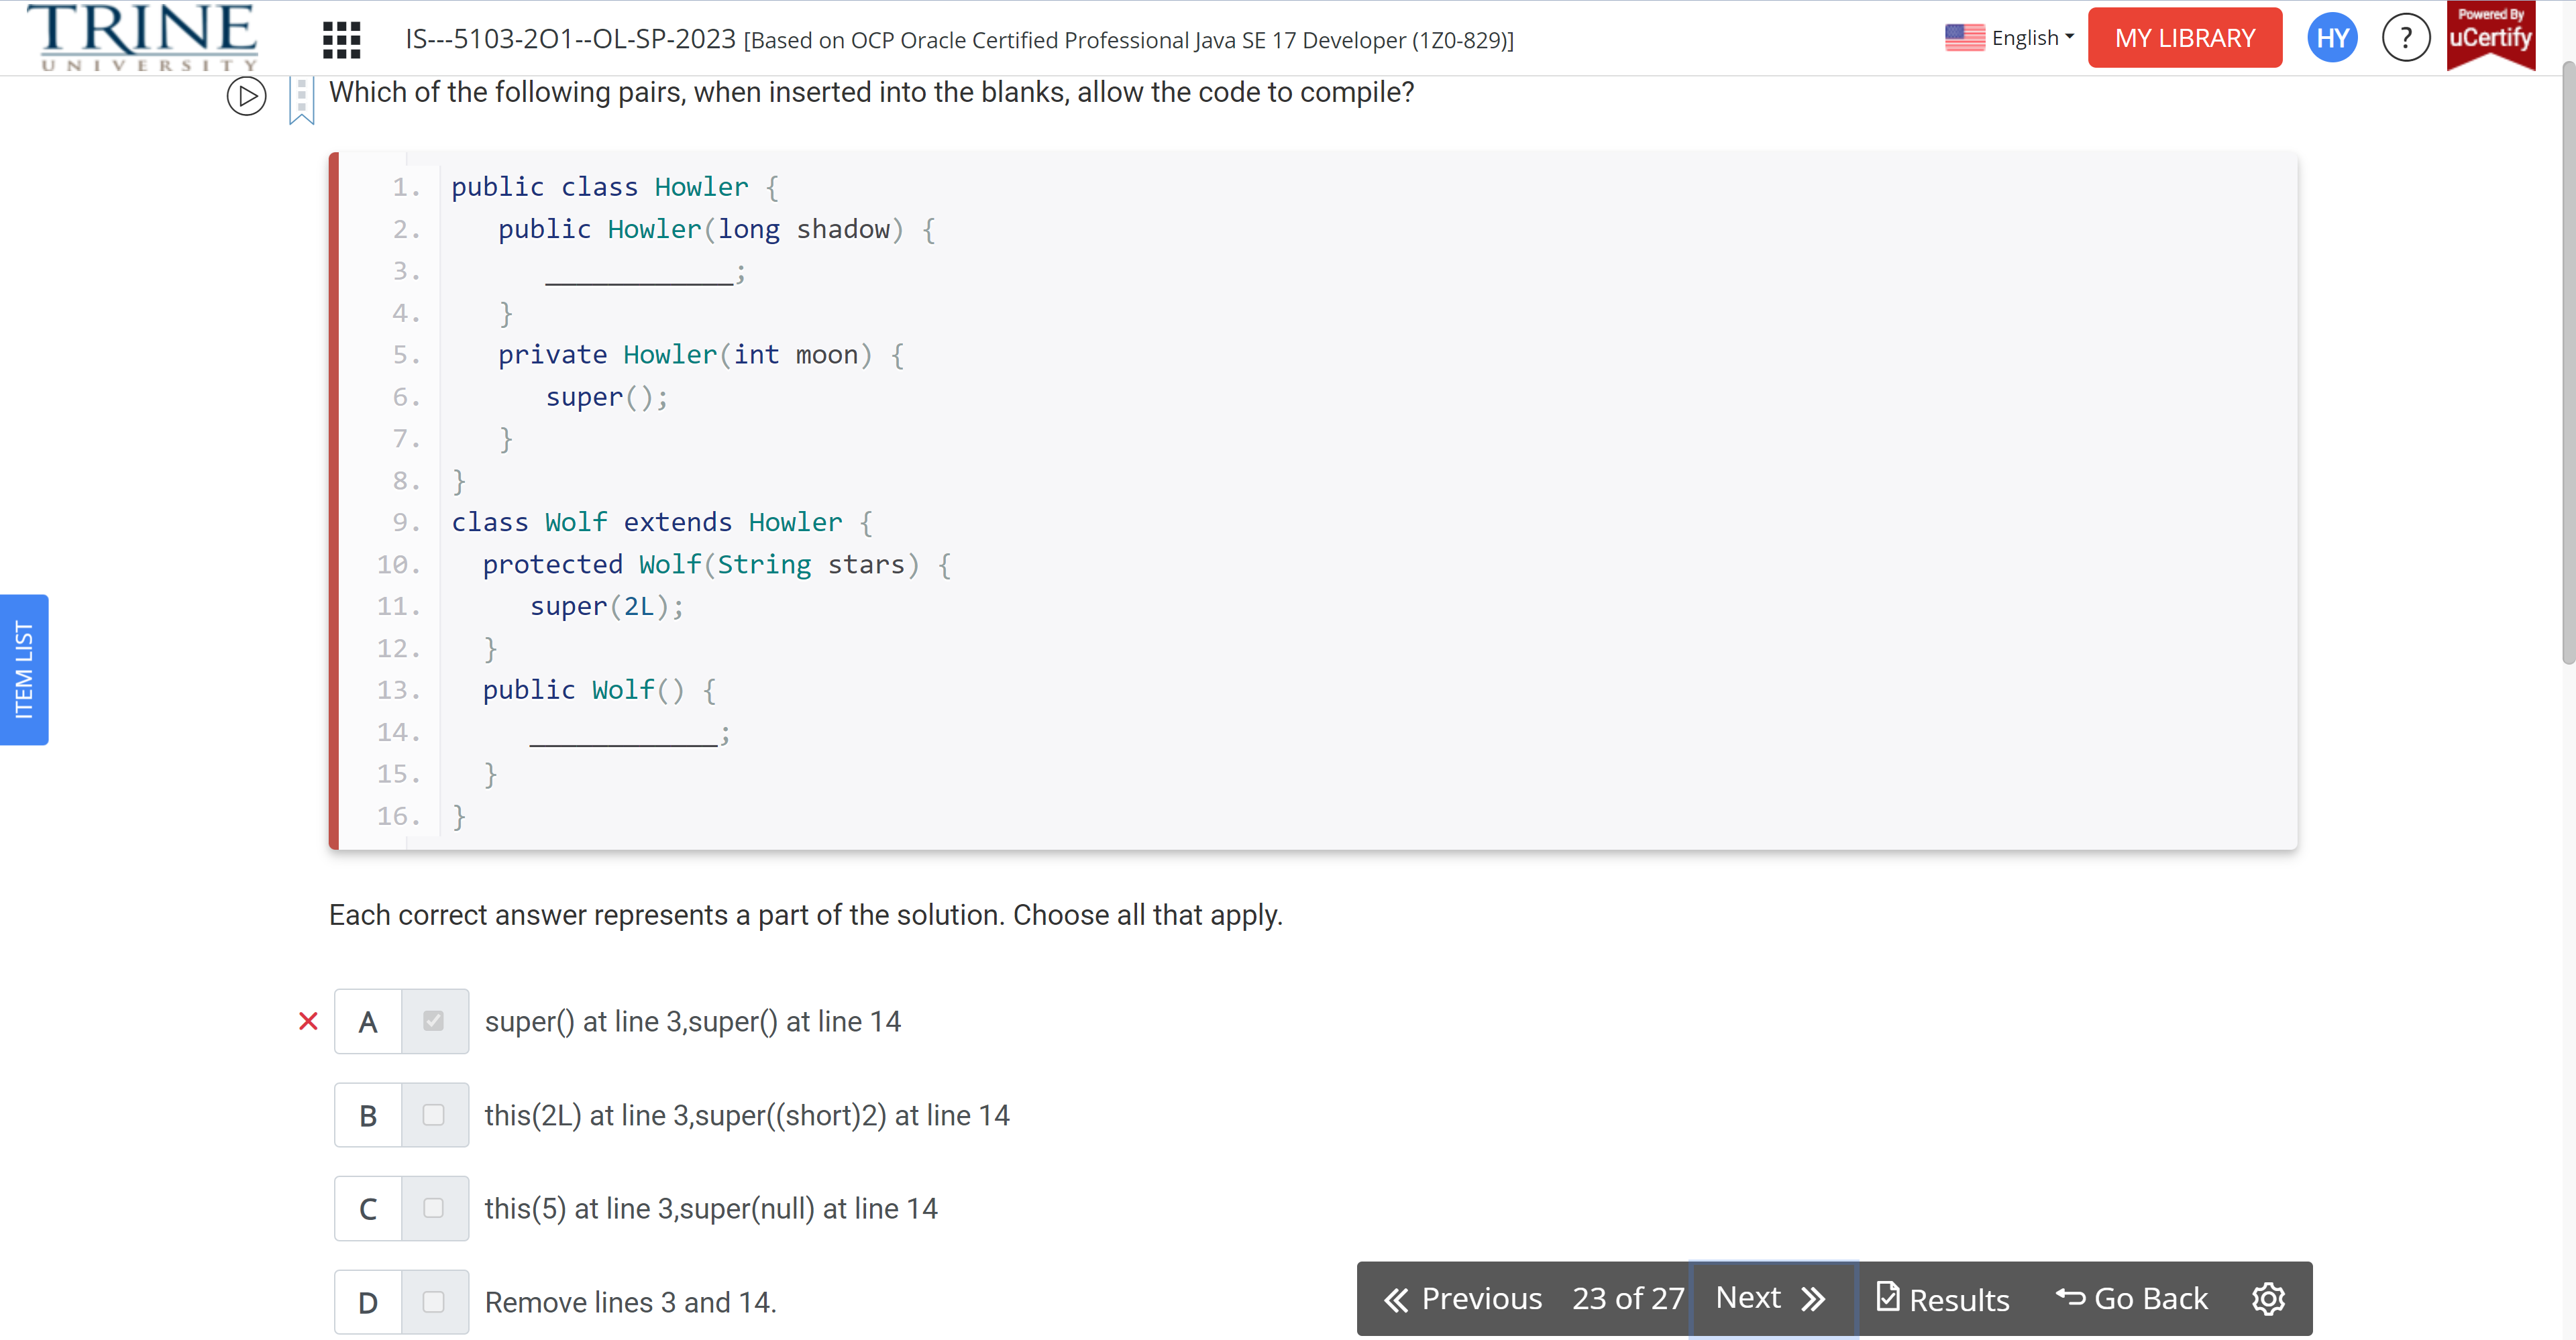 TRINE
UNIVERSITY
IS---5103-2O1--OL-SP-2023 [Based on OCP Oracle Certified Professional Java SE 17 Developer (1Z0-829)]
English
MY LIBRARY
HY
?
Powered By
uCertify
Which of the following pairs, when inserted into the blanks, allow the code to compile?
1. public class Howler {
2. public Howler(long shadow) {
3. ____________;
4. }
5. private Howler(int moon) {
6. super();
7. }
8. }
9. class Wolf extends Howler {
10. protected Wolf(String stars) {
11. super(2L);
12. }
13. public Wolf() {
14. ____________;
15. }
16. }
ITEM LIST
Each correct answer represents a part of the solution. Choose all that apply.
A super() at line 3,super() at line 14
B this(2L) at line 3,super((short)2) at line 14
C this(5) at line 3,super(null) at line 14
D Remove lines 3 and 14.
Previous 23 of 27 Next Results Go Back